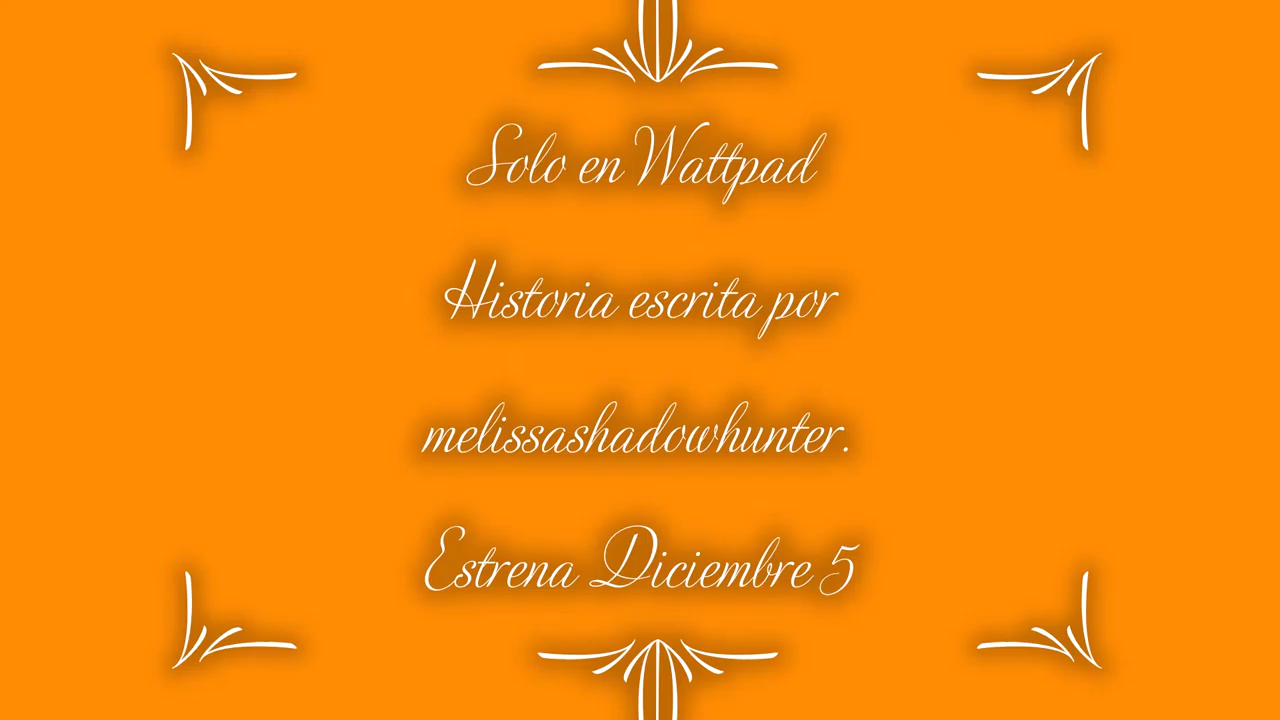 Solo en Wattpad
Historia escrita por
melissashadowhunter.
Estrena Diciembre 5